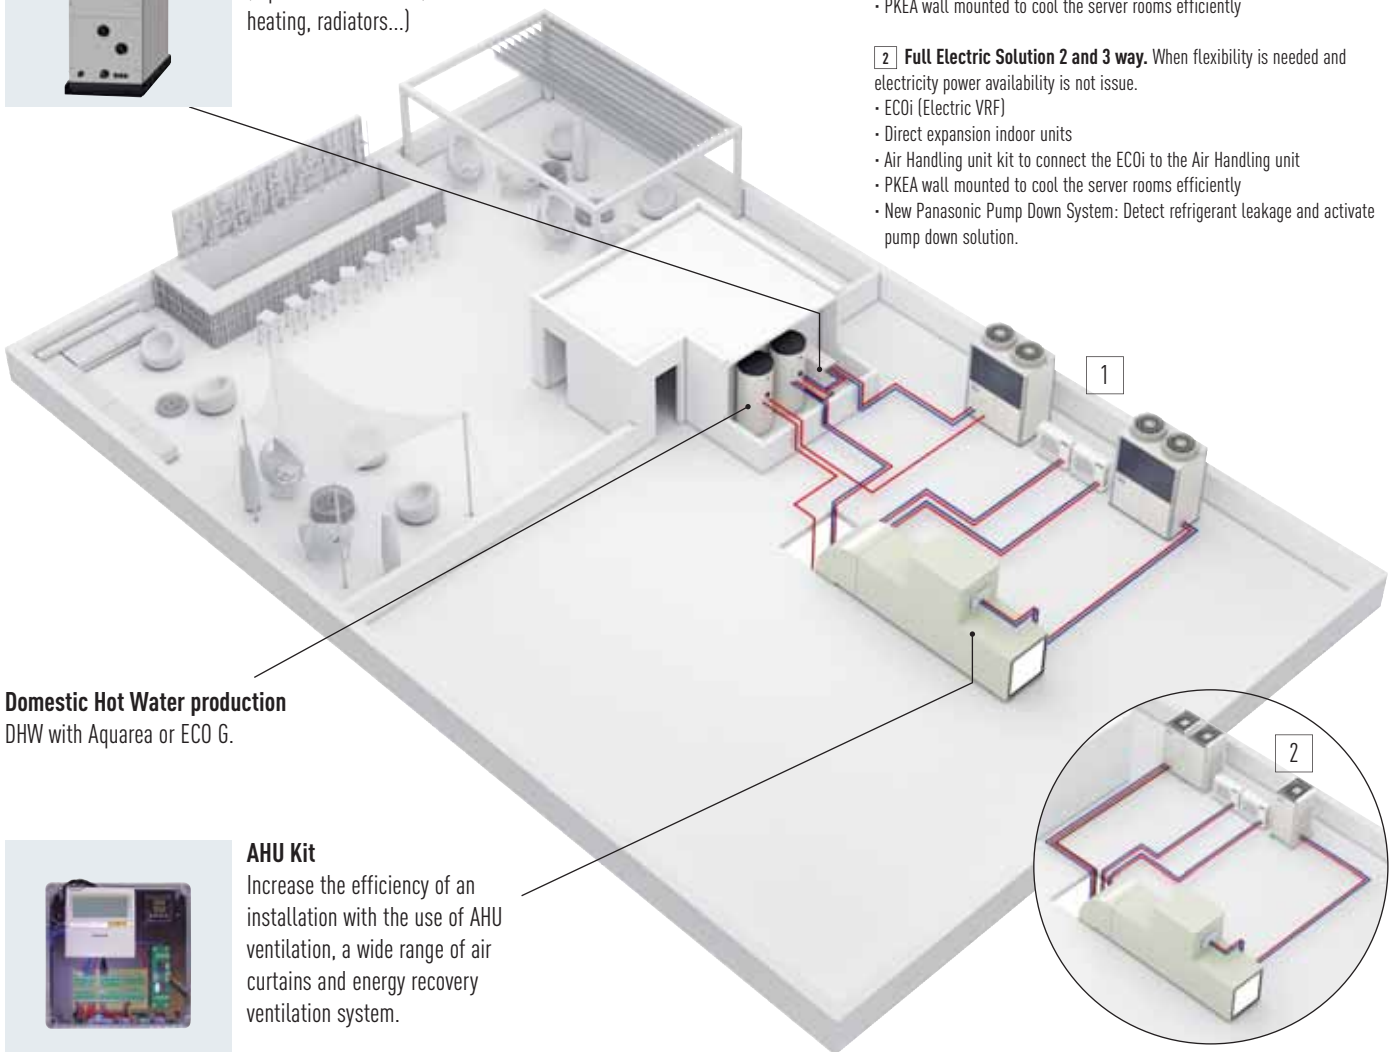 heating, radiators...)
· PKEA wall mounted to cool the server rooms efficiently
2 Full Electric Solution 2 and 3 way. When flexibility is needed and
electricity power availability is not issue.
· ECOi (Electric VRF)
· Direct expansion indoor units
· Air Handling unit kit to connect the ECOi to the Air Handling unit
· PKEA wall mounted to cool the server rooms efficiently
· New Panasonic Pump Down System: Detect refrigerant leakage and activate
pump down solution.
1
Domestic Hot Water production
DHW with Aquarea or ECO G.
2
AHU Kit
Increase the efficiency of an
installation with the use of AHU
ventilation, a wide range of air
curtains and energy recovery
ventilation system.